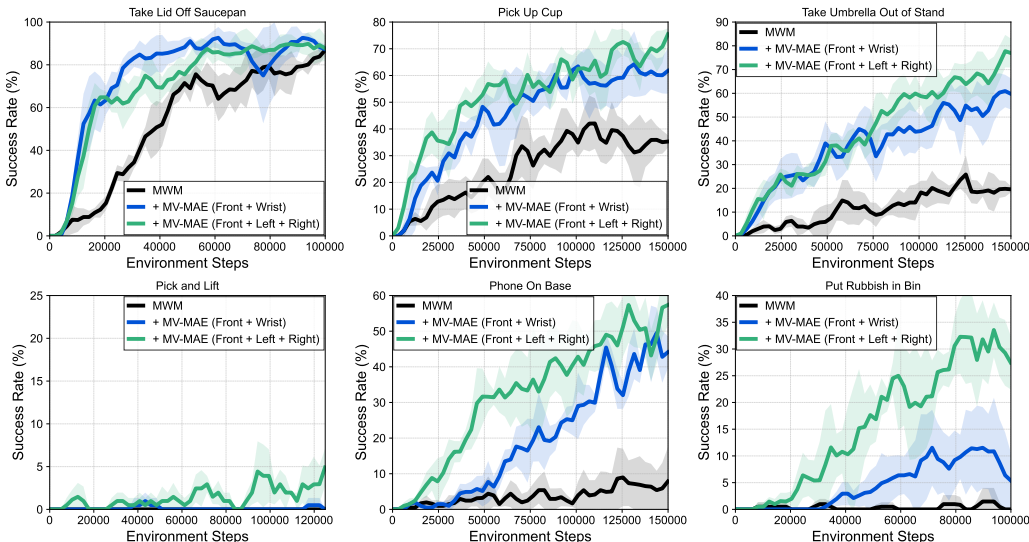 Take Lid Off Saucepan
100
80
60
40
20
0
0 20000 40000 60000 80000 100000
Success Rate (%)
Environment Steps
MWM
+ MV-MAE (Front + Wrist)
+ MV-MAE (Front + Left + Right)
Pick Up Cup
80
70
60
50
40
30
20
10
0
0 25000 50000 75000 100000 125000 150000
Success Rate (%)
Environment Steps
MWM
+ MV-MAE (Front + Wrist)
+ MV-MAE (Front + Left + Right)
Take Umbrella Out of Stand
90
80
70
60
50
40
30
20
10
0
0 25000 50000 75000 100000 125000 150000
Success Rate (%)
Environment Steps
MWM
+ MV-MAE (Front + Wrist)
+ MV-MAE (Front + Left + Right)
Pick and Lift
25
20
15
10
5
0
0 20000 40000 60000 80000 100000 120000
Success Rate (%)
Environment Steps
MWM
+ MV-MAE (Front + Wrist)
+ MV-MAE (Front + Left + Right)
Phone On Base
60
50
40
30
20
10
0
0 25000 50000 75000 100000 125000 150000
Success Rate (%)
Environment Steps
MWM
+ MV-MAE (Front + Wrist)
+ MV-MAE (Front + Left + Right)
Put Rubbish in Bin
40
35
30
25
20
15
10
5
0
0 20000 40000 60000 80000 100000
Success Rate (%)
Environment Steps
MWM
+ MV-MAE (Front + Wrist)
+ MV-MAE (Front + Left + Right)